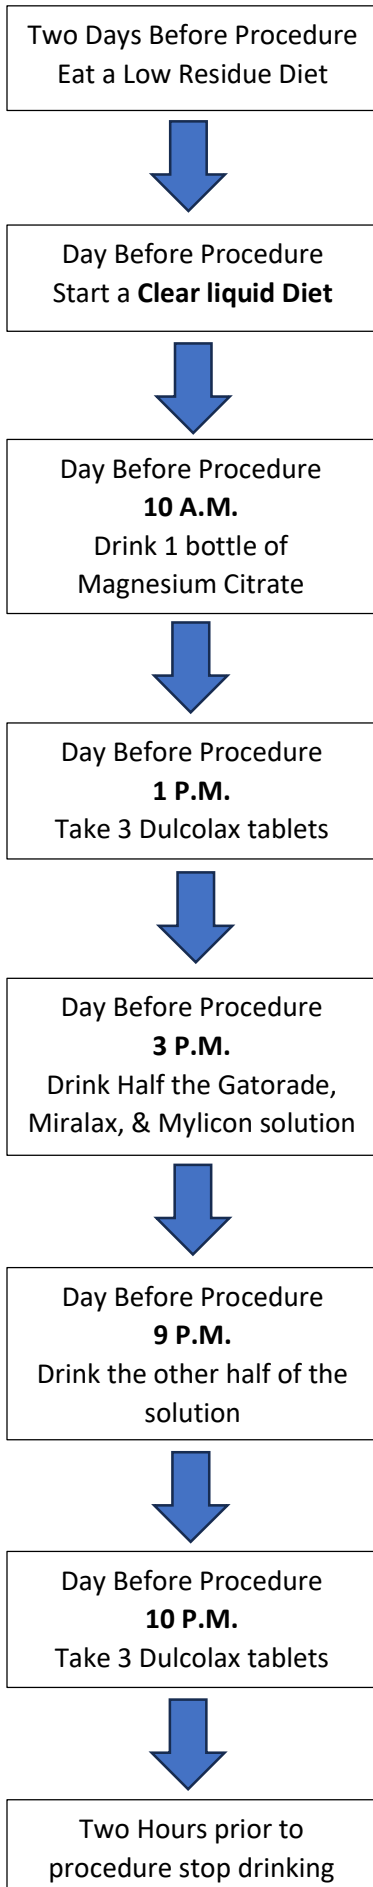 Two Days Before Procedure
Eat a Low Residue Diet
Day Before Procedure
Start a Clear liquid Diet
Day Before Procedure
10 A.M.
Drink 1 bottle of
Magnesium Citrate
Day Before Procedure
1 P.M.
Take 3 Dulcolax tablets
Day Before Procedure
3 P.M.
Drink Half the Gatorade,
Miralax, & Mylicon solution
Day Before Procedure
9 P.M.
Drink the other half of the
solution
Day Before Procedure
10 P.M.
Take 3 Dulcolax tablets
Two Hours prior to
procedure stop drinking